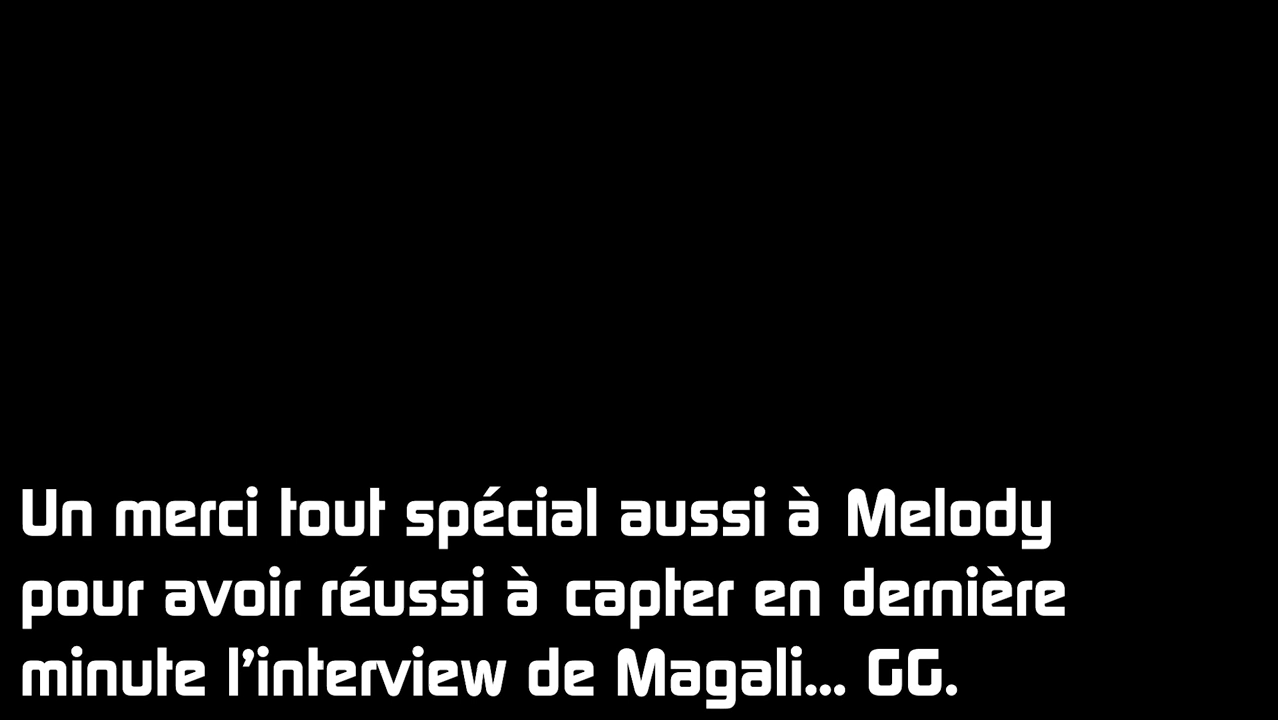 Un merci tout spécial aussi à Melody
pour avoir réussi à capter en dernière
minute l'interview de Magali... GG.